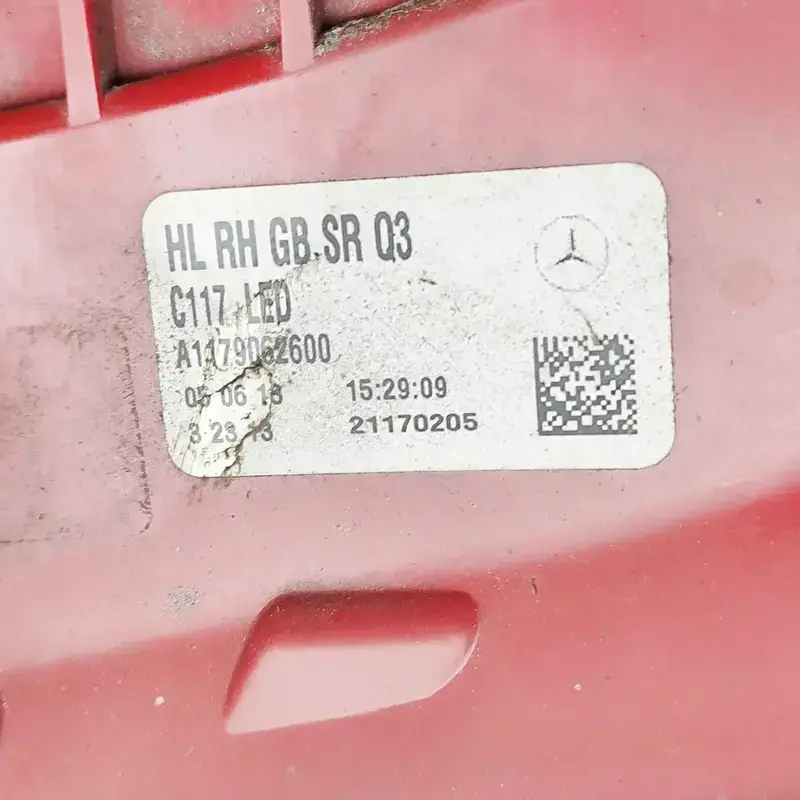 HL RH GB.SR Q3
C117 LED
A1179062600
05 06 18 15:29:09
3 23 13 21170205